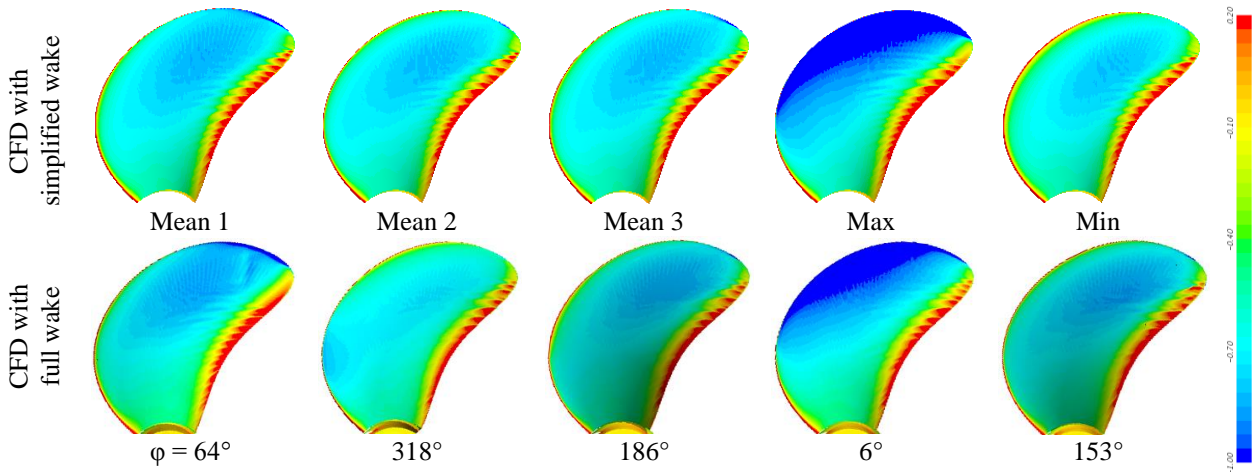 CFD with
simplified wake
Mean 1
Mean 2
Mean 3
Max
Min
CFD with
full wake
φ = 64°
318°
186°
6°
153°
0.20
-0.10
-0.40
-0.70
-1.00